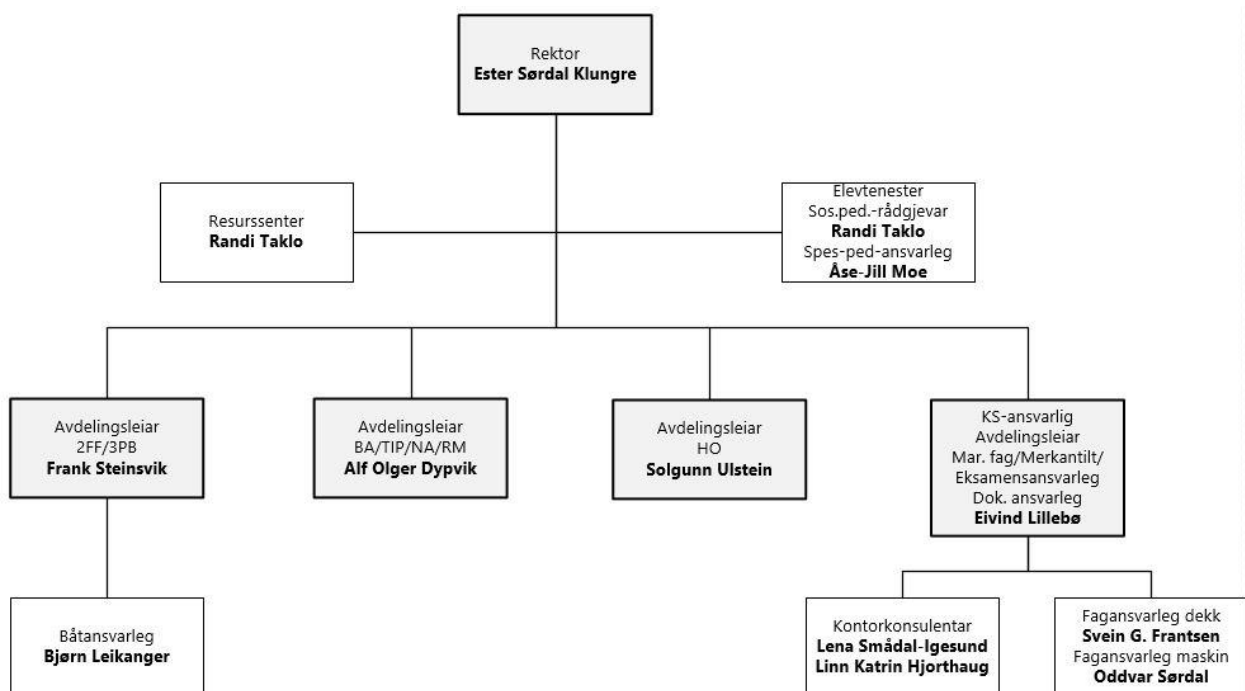 Rektor
Ester Sørdal Klungre
Resurssenter
Randi Taklo
Elevtenester
Sos.ped.-rådgjevar
Randi Taklo
Spes-ped-ansvarleg
Åse-Jill Moe
Avdelingsleiar
2FF/3PB
Frank Steinsvik
Avdelingsleiar
BA/TIP/NA/RM
Alf Olger Dypvik
Avdelingsleiar
HO
Solgunn Ulstein
KS-ansvarlig
Avdelingsleiar
Mar. fag/Merkantilt/
Eksamensansvarleg
Dok. ansvarleg
Eivind Lillebø
Båtansvarleg
Bjørn Leikanger
Kontorkonsulentar
Lena Smådal-Igesund
Linn Katrin Hjorthaug
Fagansvarleg dekk
Svein G. Frantsen
Fagansvarleg maskin
Oddvar Sørdal